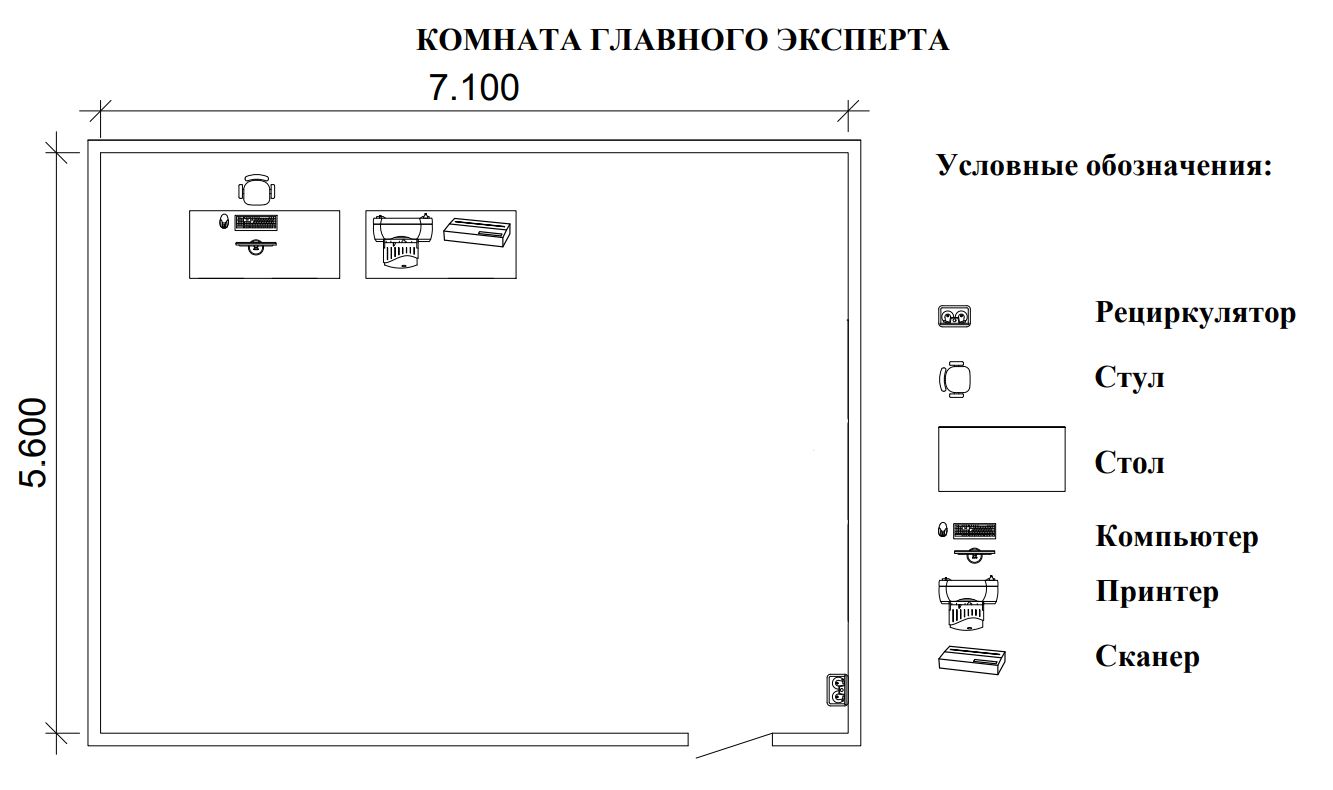 КОМНАТА ГЛАВНОГО ЭКСПЕРТА
7.100
5.600
Условные обозначения:
Рециркулятор
Стул
Стол
Компьютер
Принтер
Сканер